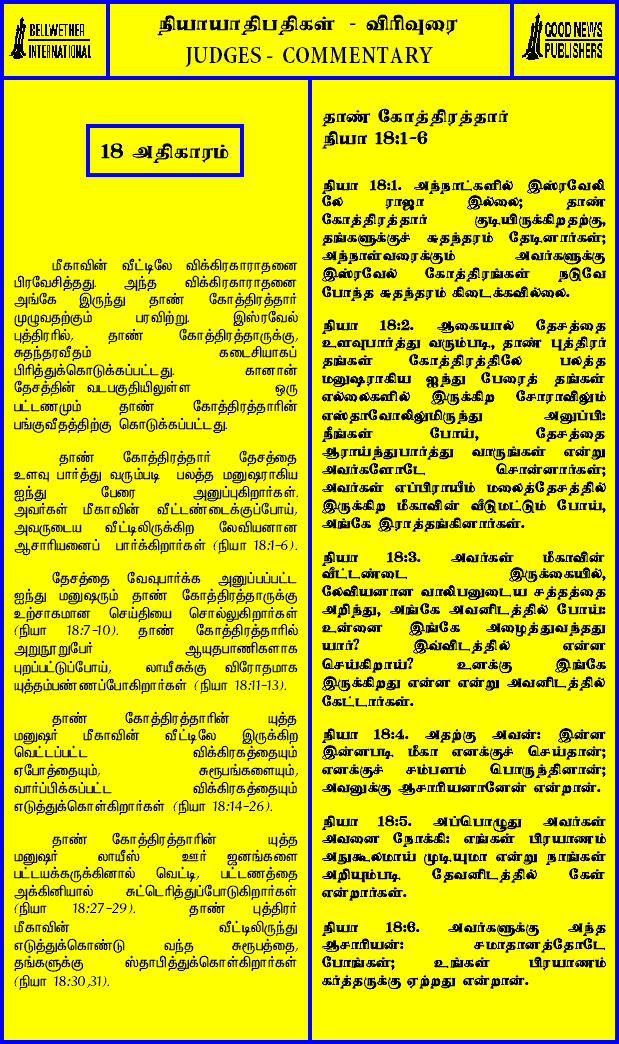 BELLWETHER
INTERNATIONAL
நியாயாதிபதிகள் - விரிவுரை
JUDGES - COMMENTARY
GOOD NEWS
PUBLISHERS
18 அதிகாரம்
மீகாவின் வீட்டிலே விக்கிரகாராதனை
பிரவேசித்தது. அந்த விக்கிரகாராதனை
அங்கே இருந்து தாண் கோத்திரத்தார்
முழுவதற்கும் பரவிற்று. இஸ்ரவேல்
புத்திரரில், தாண் கோத்திரத்தாருக்கு,
சுதந்தரவீதம் கடைசியாகப்
பிரித்துக்கொடுக்கப்பட்டது. கானான்
தேசத்தின் வடபகுதியிலுள்ள ஒரு
பட்டணமும் தாண் கோத்திரத்தாரின்
பங்குவீதத்திற்கு கொடுக்கப்பட்டது.
தாண் கோத்திரத்தார் தேசத்தை
உளவு பார்த்து வரும்படி பலத்த மனுஷராகிய
ஐந்து பேரை அனுப்புகிறார்கள்.
அவர்கள் மீகாவின் வீட்டண்டைக்குப்போய்,
அவருடைய வீட்டிலிருக்கிற லேவியனான
ஆசாரியனைப் பார்க்கிறார்கள் (நியா 18:1-6).
தேசத்தை வேவுபார்க்க அனுப்பப்பட்ட
ஐந்து மனுஷரும் தாண் கோத்திரத்தாருக்கு
உற்சாகமான செய்தியை சொல்லுகிறார்கள்
(நியா 18:7-10). தாண் கோத்திரத்தாரில்
அறுநூறுபேர் ஆயுதபாணிகளாக
புறப்பட்டுப்போய், லாயீசுக்கு விரோதமாக
யுத்தம்பண்ணப்போகிறார்கள் (நியா 18:11-13).
தாண் கோத்திரத்தாரின் யுத்த
மனுஷர் மீகாவின் வீட்டிலே இருக்கிற
வெட்டப்பட்ட விக்கிரகத்தையும்
ஏபோத்தையும், சுரூபங்களையும்,
வார்ப்பிக்கப்பட்ட விக்கிரகத்தையும்
எடுத்துக்கொள்கிறார்கள் (நியா 18:14-26).
தாண் கோத்திரத்தாரின் யுத்த
மனுஷர் லாயீஸ் ஊர் ஜனங்களை
பட்டயக்கருக்கினால் வெட்டி, பட்டணத்தை
அக்கினியால் சுட்டெரித்துப்போடுகிறார்கள்
(நியா 18:27-29). தாண் புத்திரர்
மீகாவின் வீட்டிலிருந்து
எடுத்துக்கொண்டு வந்த சுரூபத்தை,
தங்களுக்கு ஸ்தாபித்துக்கொள்கிறார்கள்
(நியா 18:30,31).
தாண் கோத்திரத்தார்
நியா 18:1-6
நியா 18:1. அந்நாட்களில் இஸ்ரவேலி
லே ராஜா இல்லை; தாண்
கோத்திரத்தார் குடியிருக்கிறதற்கு,
தங்களுக்குச் சுதந்தரம் தேடினார்கள்;
அந்நாள்வரைக்கும் அவர்களுக்கு
இஸ்ரவேல் கோத்திரங்கள் நடுவே
போந்த சுதந்தரம் கிடைக்கவில்லை.
நியா 18:2. ஆகையால் தேசத்தை
உளவுபார்த்து வரும்படி, தாண் புத்திரர்
தங்கள் கோத்திரத்திலே பலத்த
மனுஷராகிய ஐந்து பேரைத் தங்கள்
எல்லைகளில் இருக்கிற சோராவிலும்
எஸ்தாவோலிலுமிருந்து அனுப்பி:
நீங்கள் போய், தேசத்தை
ஆராய்ந்துபார்த்து வாருங்கள் என்று
அவர்களோடே சொன்னார்கள்;
அவர்கள் எப்பிராயீம் மலைத்தேசத்தில்
இருக்கிற மீகாவின் வீடுமட்டும் போய்,
அங்கே இராத்தங்கினார்கள்.
நியா 18:3. அவர்கள் மீகாவின்
வீட்டண்டை இருக்கையில்,
லேவியனான வாலிபனுடைய சத்தத்தை
அறிந்து, அங்கே அவனிடத்தில் போய்:
உன்னை இங்கே அழைத்துவந்தது
யார்? இவ்விடத்தில் என்ன
செய்கிறாய்? உனக்கு இங்கே
இருக்கிறது என்ன என்று அவனிடத்தில்
கேட்டார்கள்.
நியா 18:4. அதற்கு அவன்: இன்ன
இன்னபடி மீகா எனக்குச் செய்தான்;
எனக்குச் சம்பளம் பொருந்தினான்;
அவனுக்கு ஆசாரியனானேன் என்றான்.
நியா 18:5. அப்பொழுது அவர்கள்
அவனை நோக்கி: எங்கள் பிரயாணம்
அநுகூலமாய் முடியுமா என்று நாங்கள்
அறியும்படி தேவனிடத்தில் கேள்
என்றார்கள்.
நியா 18:6. அவர்களுக்கு அந்த
ஆசாரியன்: சமாதானத்தோடே
போங்கள்; உங்கள் பிரயாணம்
கர்த்தருக்கு ஏற்றது என்றான்.